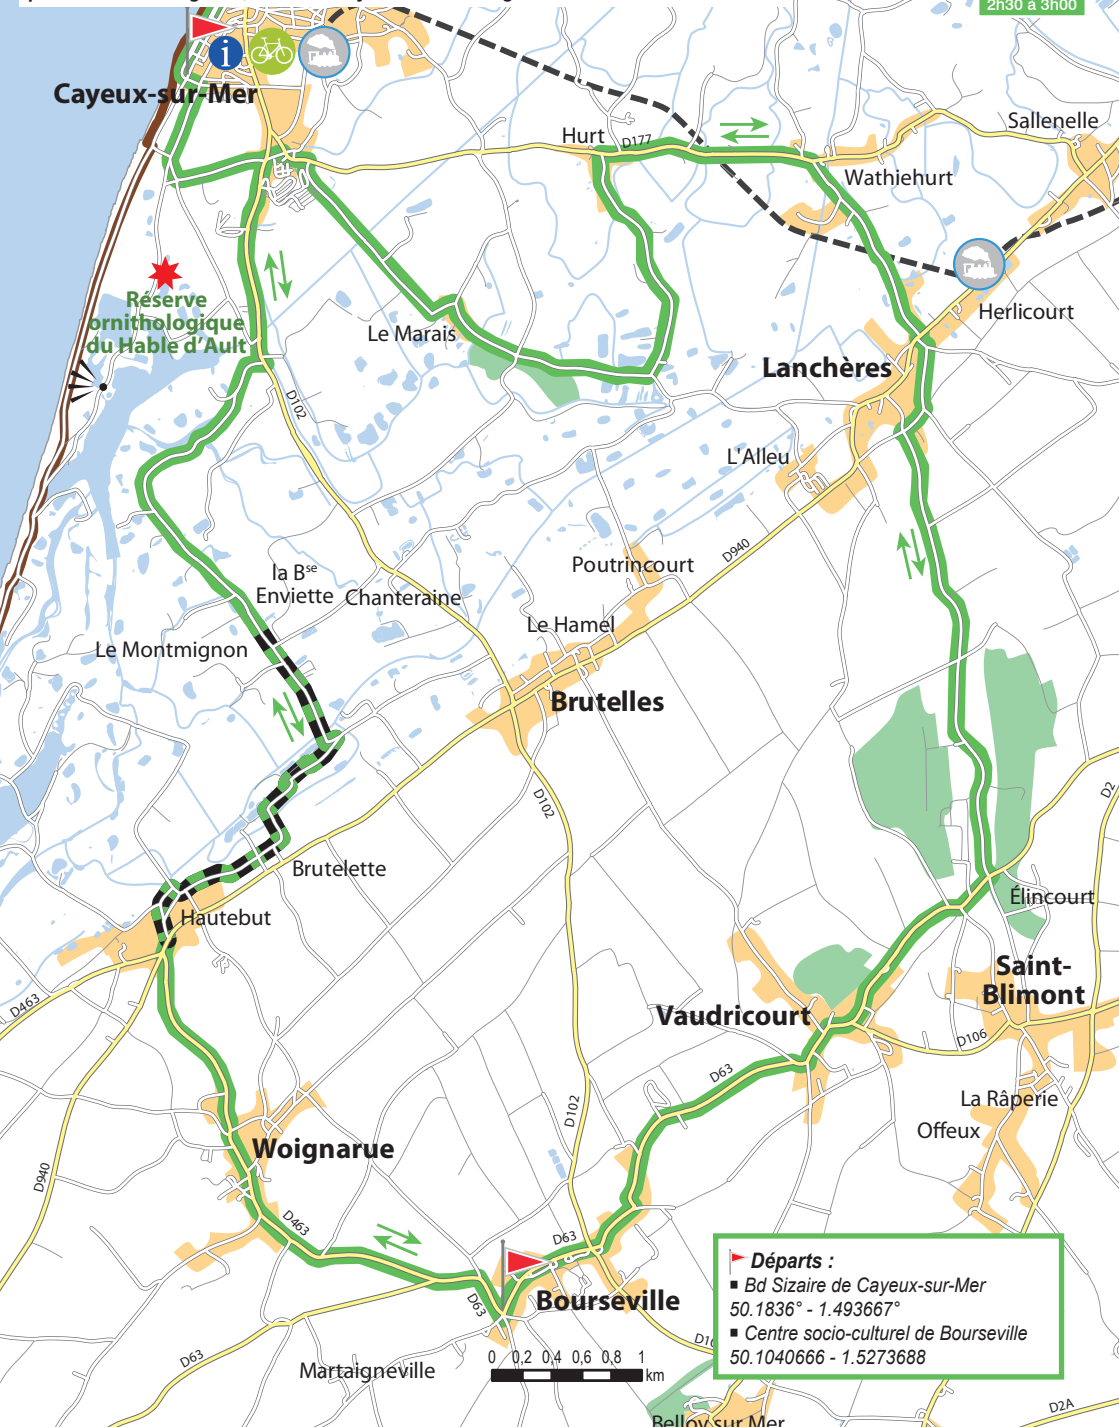 2h30 à 3h00
Cayeux-sur-Mer
Hurt
D177
Sallenelle
Wathiehurt
Réserve
ornithologique
du Hable d'Ault
Le Marais
Herlicourt
Lanchères
D102
L'Alleu
D940
la Bse
Enviette
Chanteraine
Poutrincourt
Le Hamel
Le Montmignon
Brutelles
D102
D2
Brutelette
Hautebut
Élincourt
D463
Saint-
Blimont
Vaudricourt
D106
D63
La Râperie
Offeux
D102
Woignarue
D940
D463
D63
Bourseville
D63
D63
Martaigneville
0 0,2 0,4 0,6 0,8 1
km
Départs :
▪ Bd Sizaire de Cayeux-sur-Mer
50.1836° - 1.493667°
▪ Centre socio-culturel de Bourseville
50.1040666 - 1.5273688
D2A
Belloy sur Mer